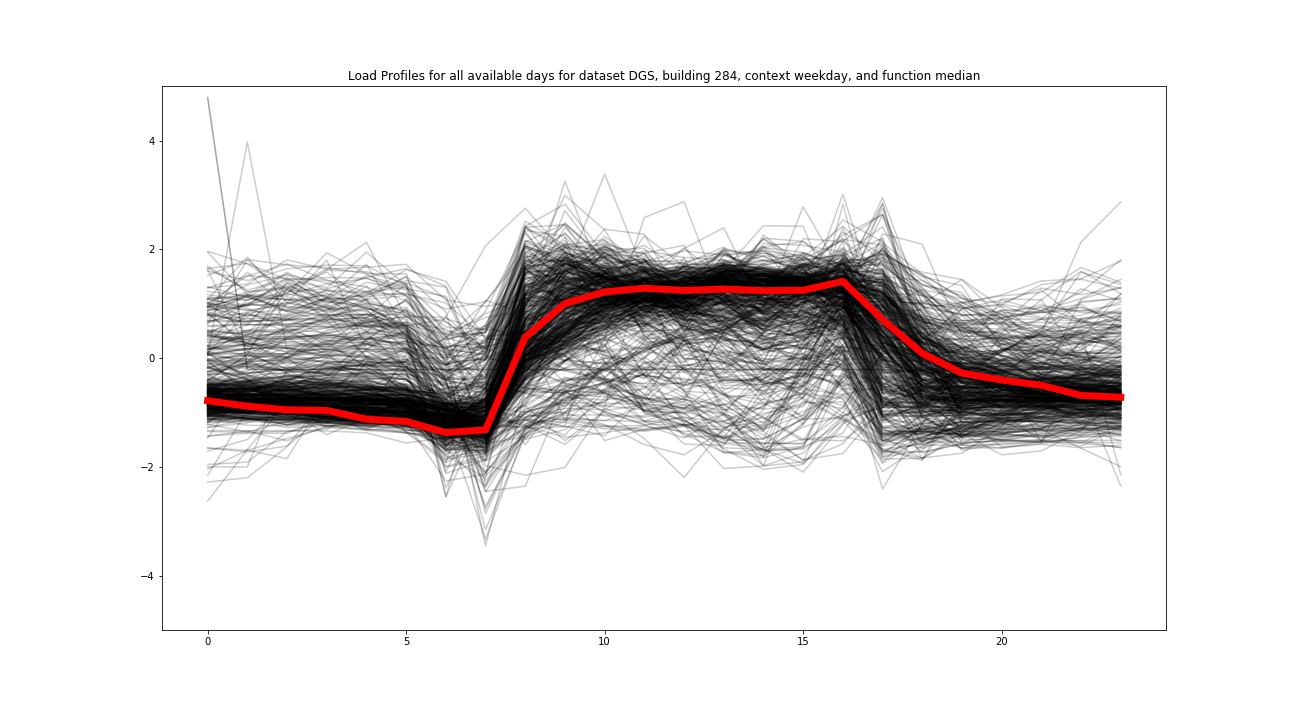 Load Profiles for all available days for dataset DGS, building 284, context weekday, and function median
4
2
0
−2
−4
0 5 10 15 20